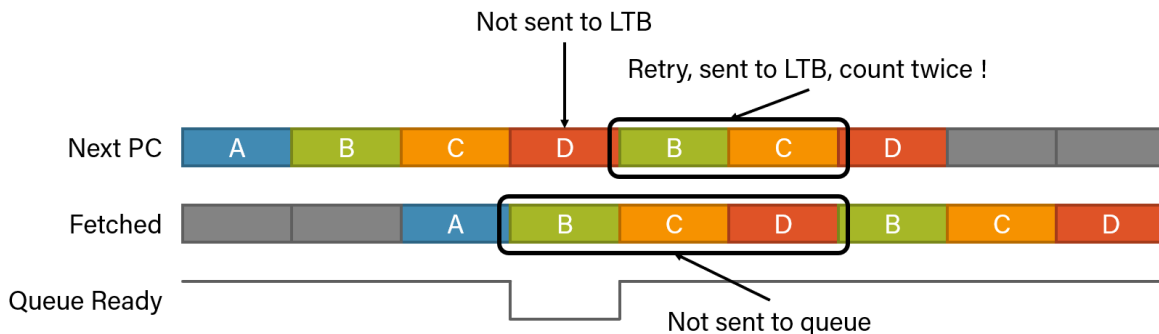 Not sent to LTB
Retry, sent to LTB, count twice !
Next PC A B C D B C D
Fetched A B C D B C D
Queue Ready
Not sent to queue